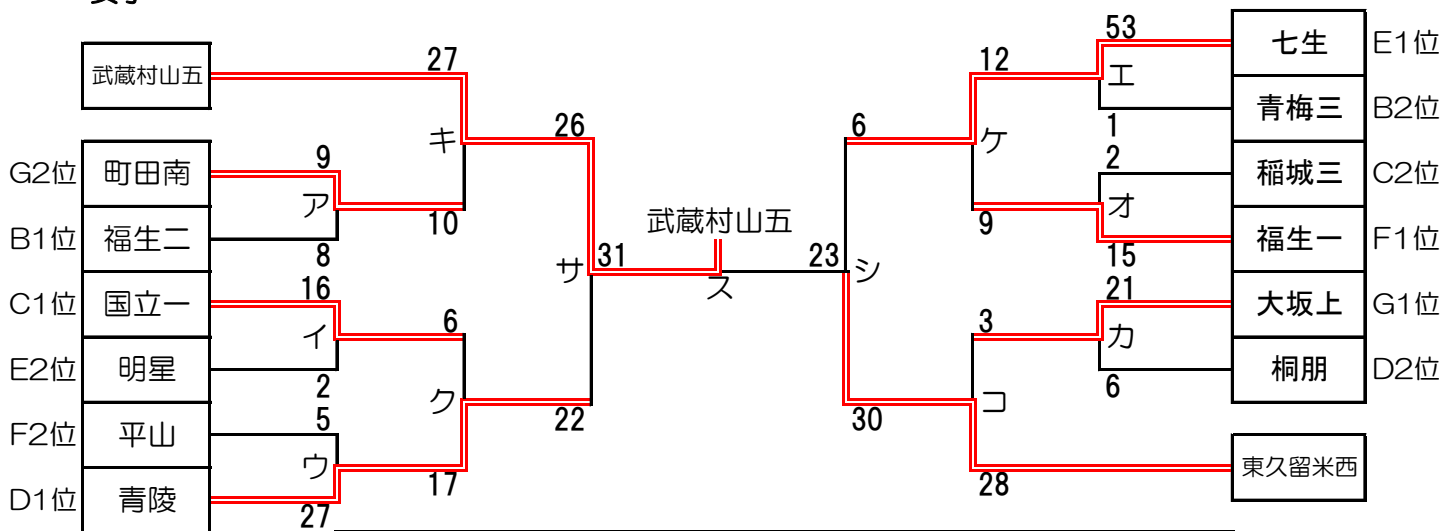 53
27
12
七生 E1位
武蔵村山五
エ
26
6
青梅三 B2位
キ
ケ
1
9
2
G2位 町田南
稲城三 C2位
ア
オ
10
武蔵村山五
9
B1位 福生二
福生一 F1位
8
サ 31
23 シ
15
ス
16
21
C1位 国立一
大坂上 G1位
6
3
イ
カ
E2位 明星
桐朋 D2位
2
ク
コ
6
5
22
30
F2位 平山
ウ
東久留米西
17
28
D1位 青陵
27